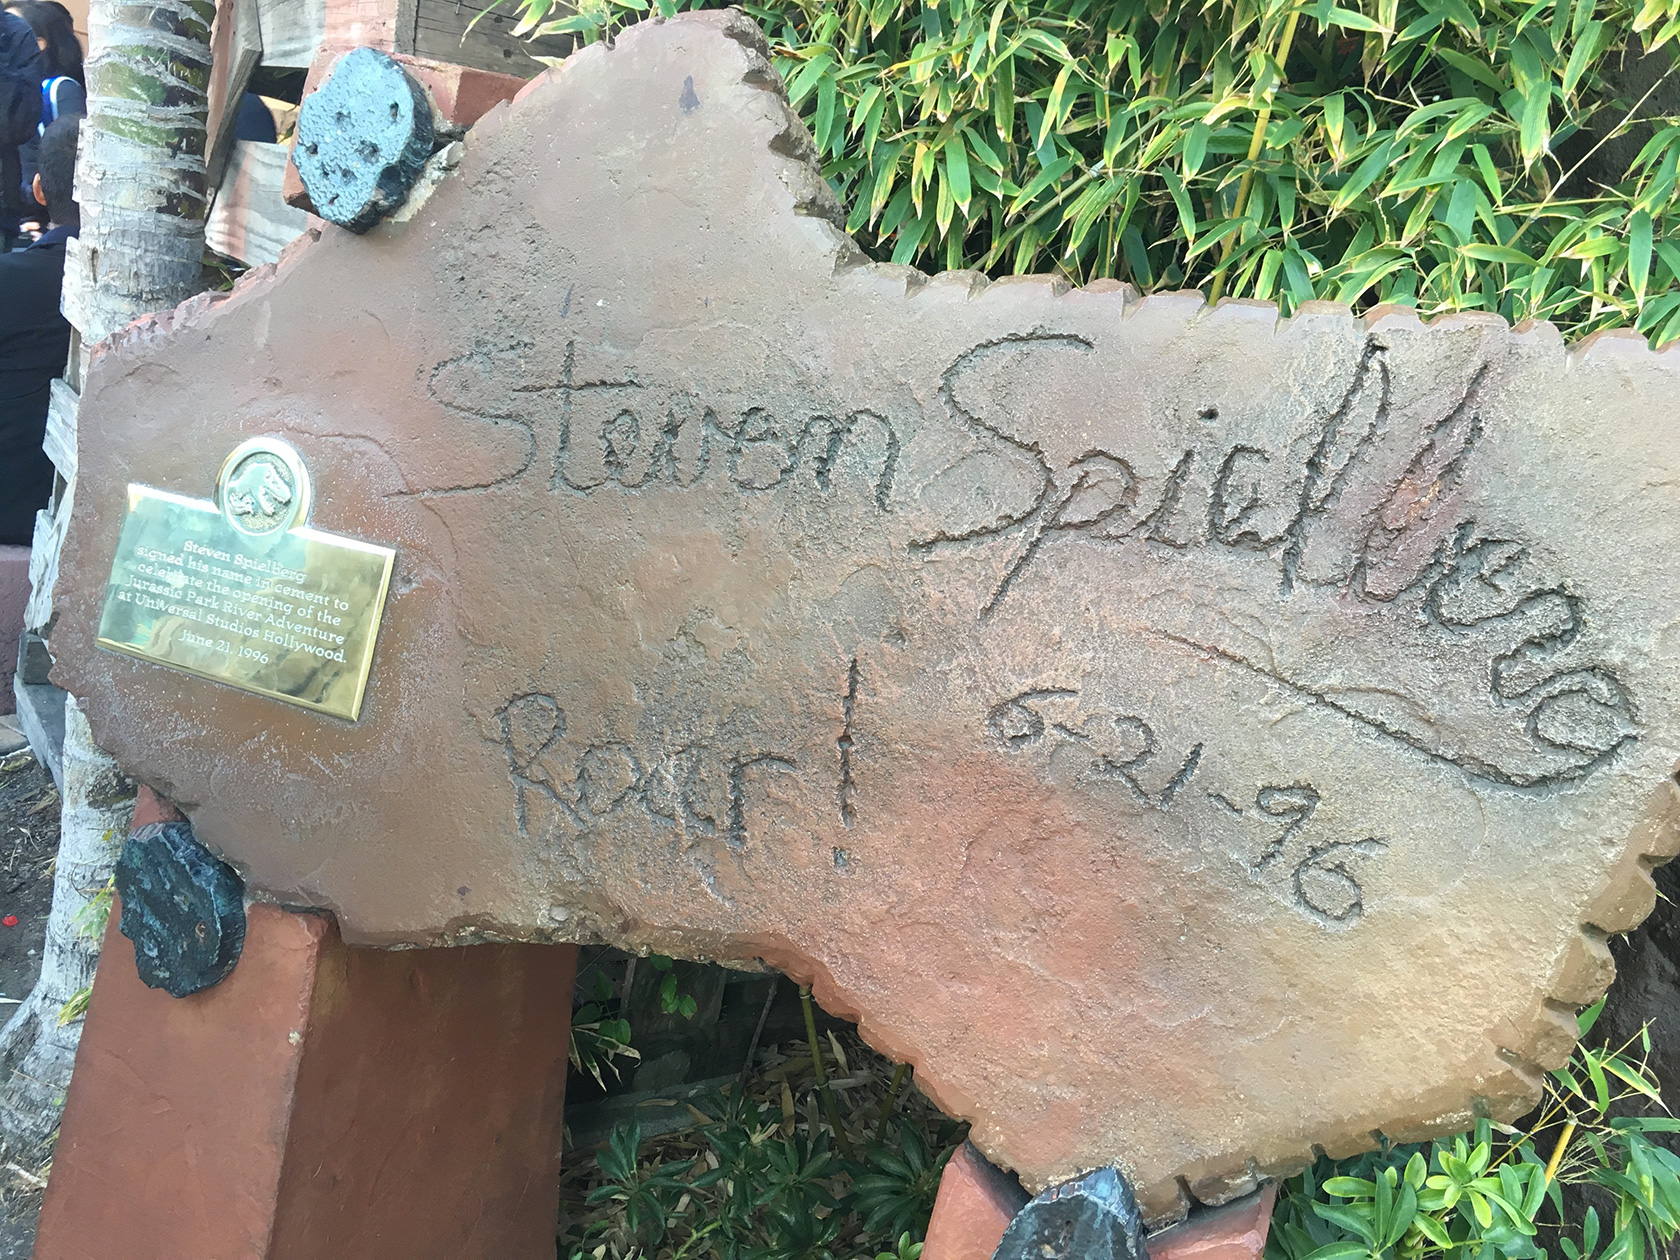 Steven Spielberg
Roar!
6-21-96
Steven Spielberg
signed his name in cement to
celebrate the opening of the
Jurassic Park River Adventure
at Universal Studios Hollywood.
June 21, 1996